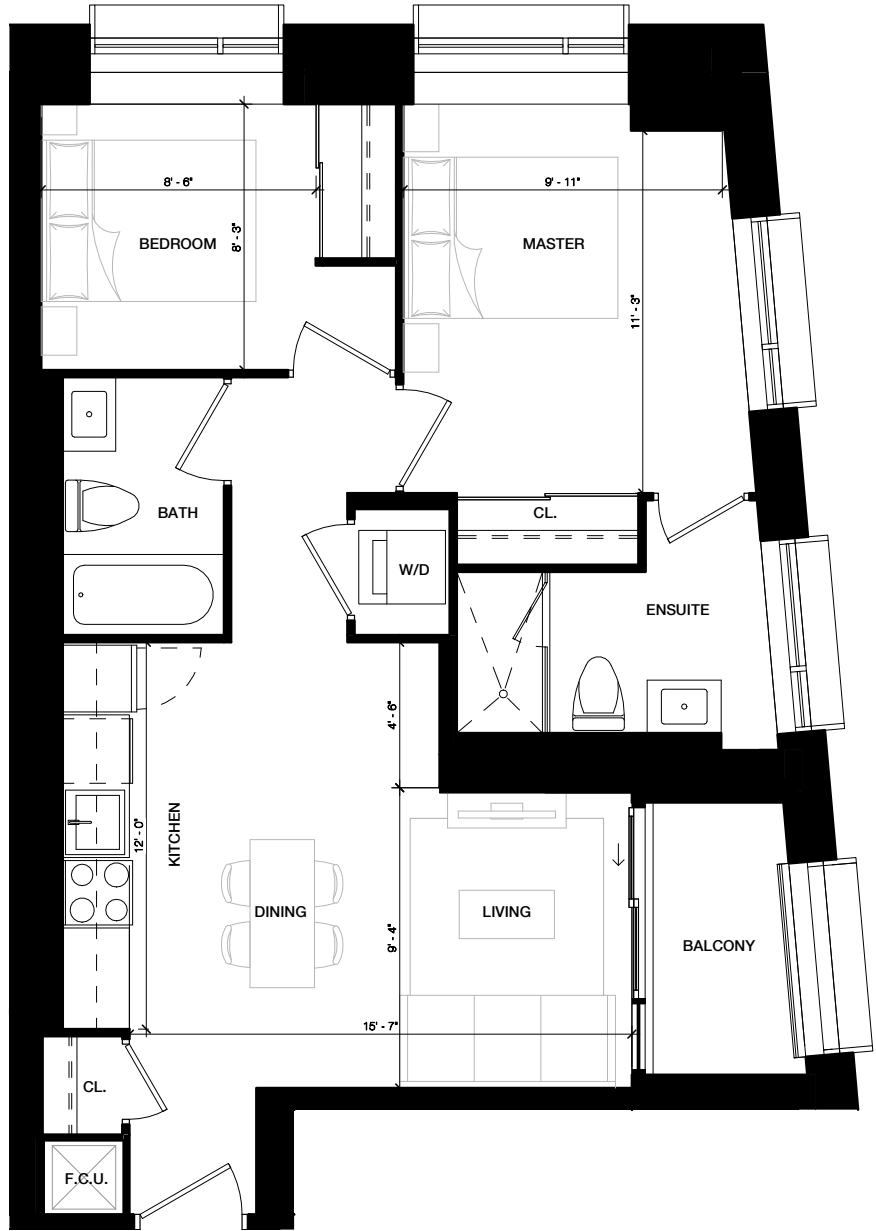 8' - 6"
BEDROOM
8' - 3"
9' - 11"
MASTER
11' - 3"
BATH
W/D
CL.
ENSUITE
4' - 6"
KITCHEN
12' - 0"
DINING
LIVING
9' - 4"
BALCONY
15' - 7"
CL.
F.C.U.